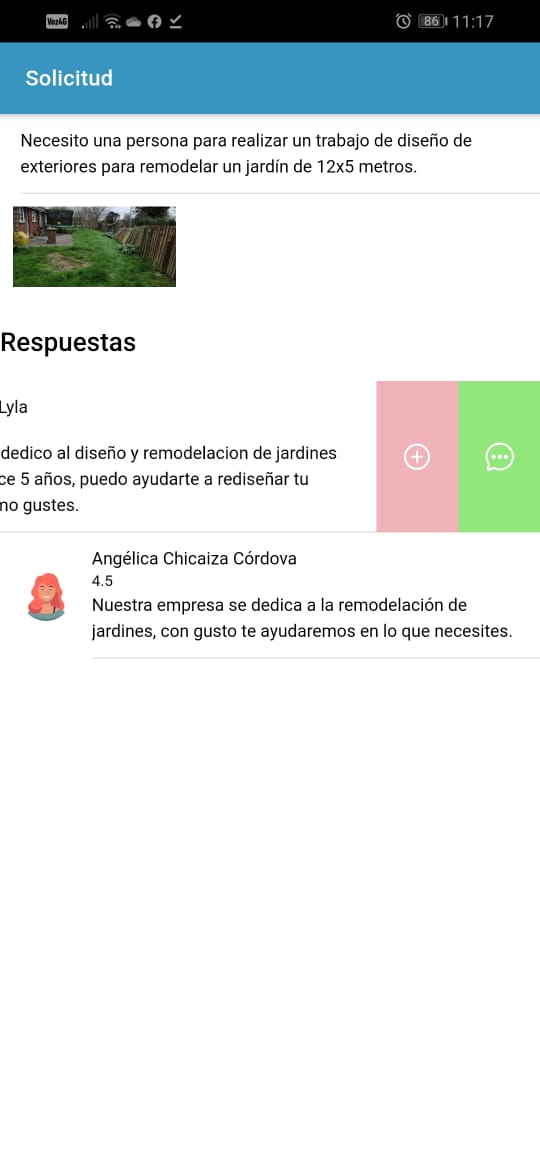 Voz4G
86 11:17
Solicitud
Necesito una persona para realizar un trabajo de diseño de
exteriores para remodelar un jardín de 12x5 metros.
Respuestas
Lyla
dedico al diseño y remodelacion de jardines
ce 5 años, puedo ayudarte a rediseñar tu
mo gustes.
Angélica Chicaiza Córdova
4.5
Nuestra empresa se dedica a la remodelación de
jardines, con gusto te ayudaremos en lo que necesites.